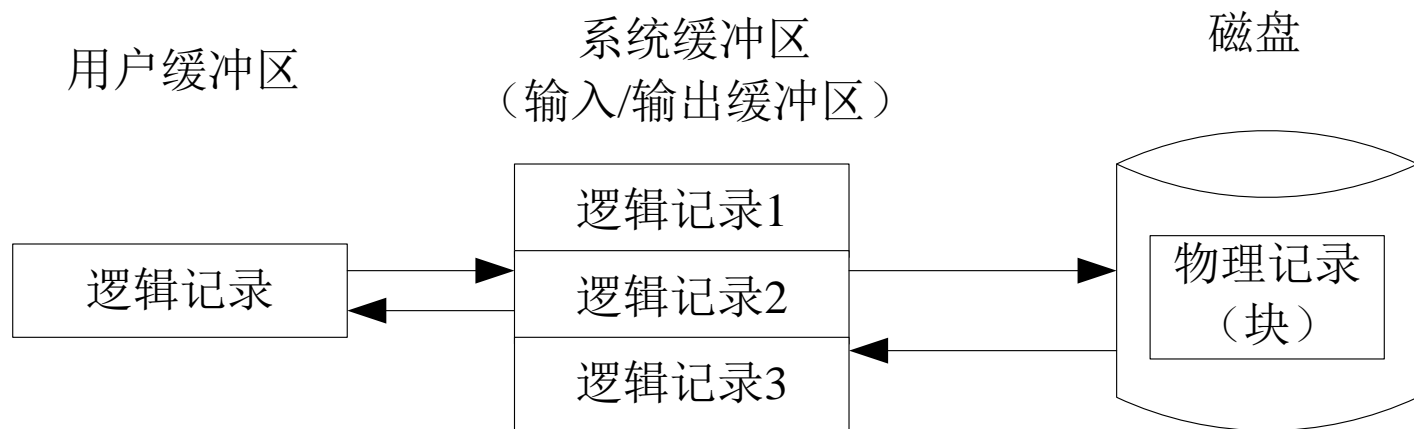 用户缓冲区
系统缓冲区
（输入/输出缓冲区）
磁盘
逻辑记录
逻辑记录1
逻辑记录2
逻辑记录3
物理记录
（块）